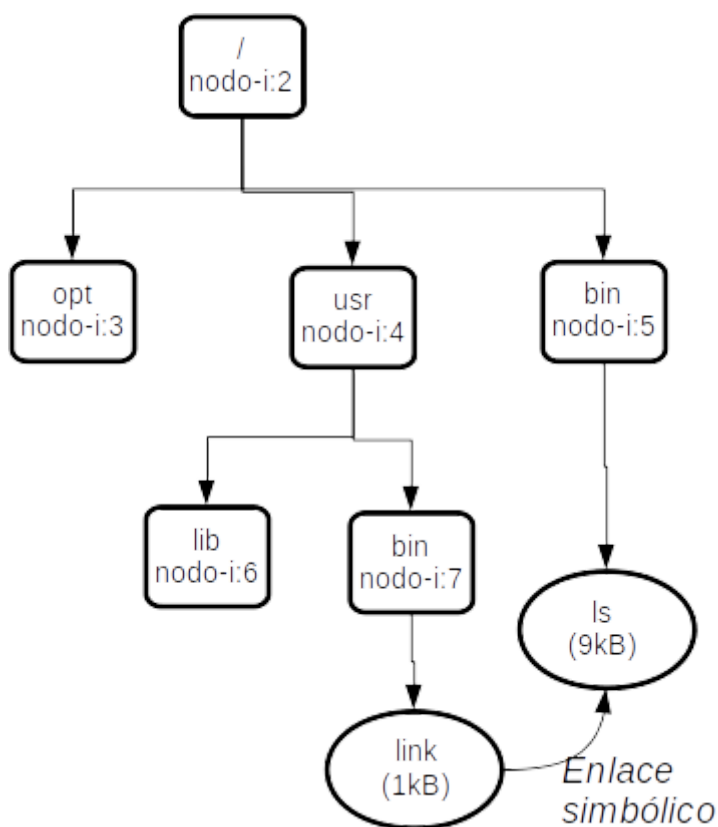 /
nodo-i:2
opt
nodo-i:3
usr
nodo-i:4
bin
nodo-i:5
lib
nodo-i:6
bin
nodo-i:7
ls
(9kB)
link
(1kB)
Enlace
simbólico